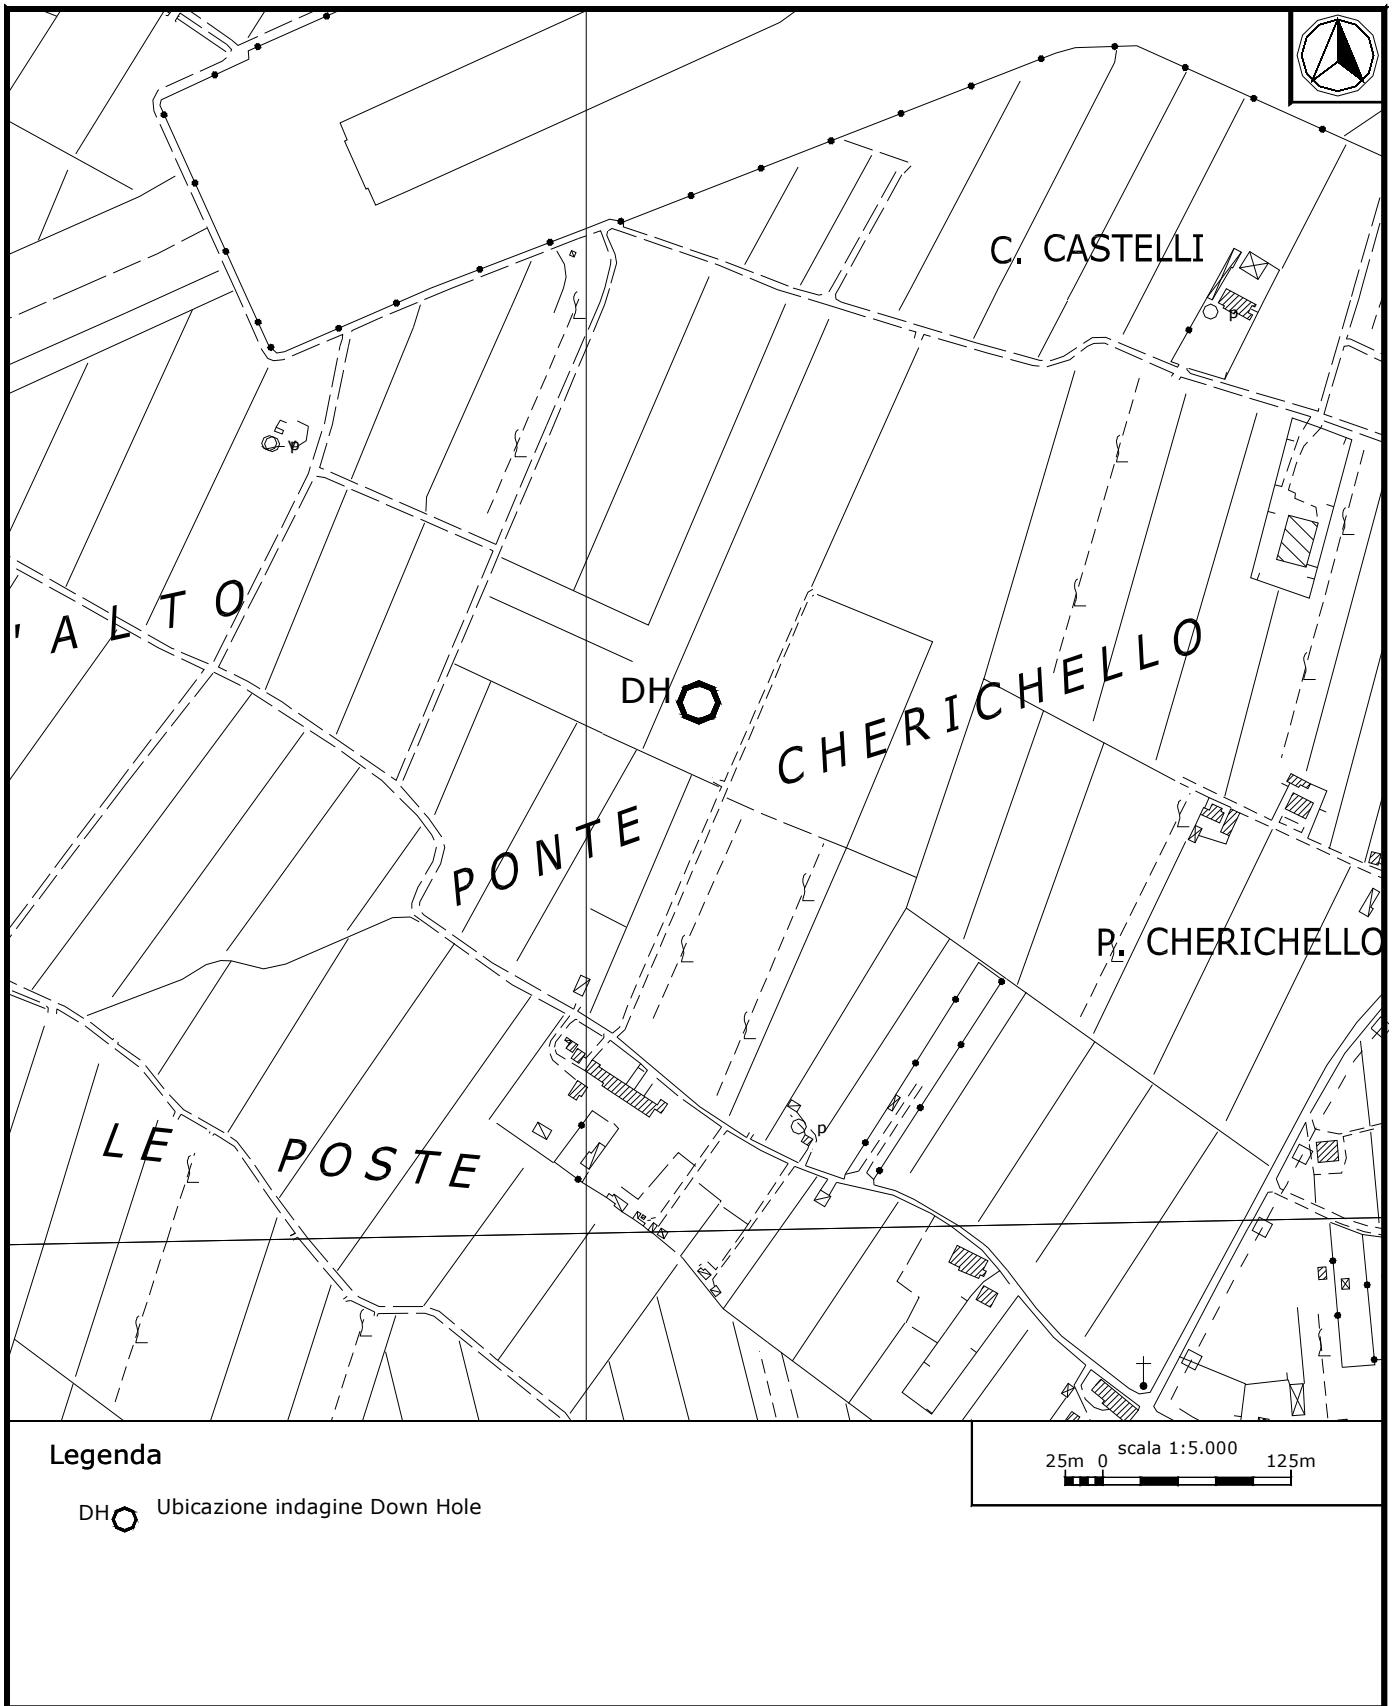 C. CASTELLI
p
p
'ALTO
DH
PONTE CHERICHELLO
P. CHERICHELLO
p
LE POSTE
Legenda
DH Ubicazione indagine Down Hole
scala 1:5.000
25m 0 125m